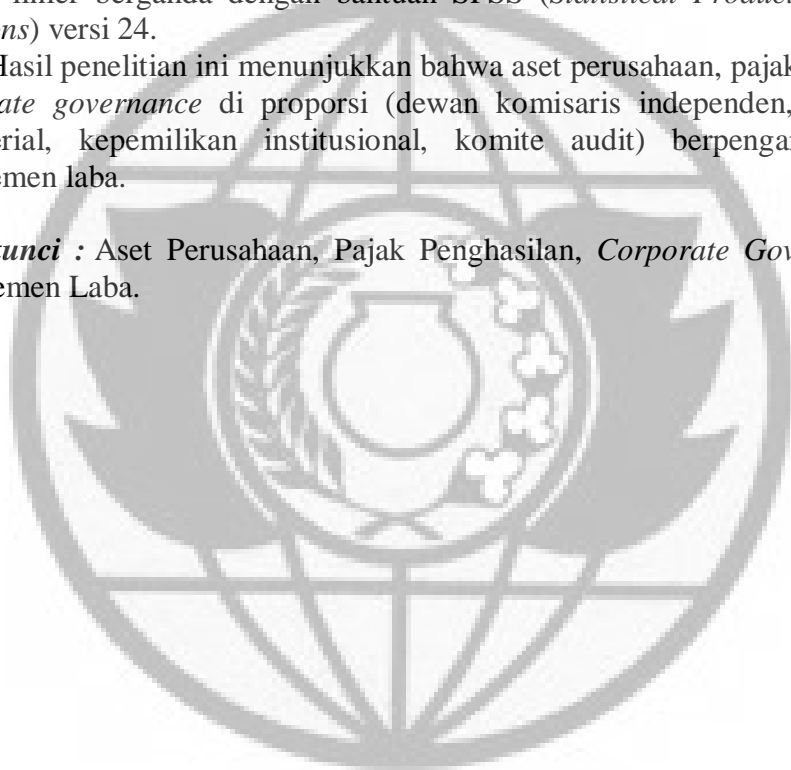 linier berganda dengan bantuan SPSS (Statistical Produc
ns) versi 24.
Hasil penelitian ini menunjukkan bahwa aset perusahaan, pajak
ate governance di proporsi (dewan komisaris independen,
erial, kepemilikan institusional, komite audit) berpenga
emen laba.
unci : Aset Perusahaan, Pajak Penghasilan, Corporate Gov
emen Laba.